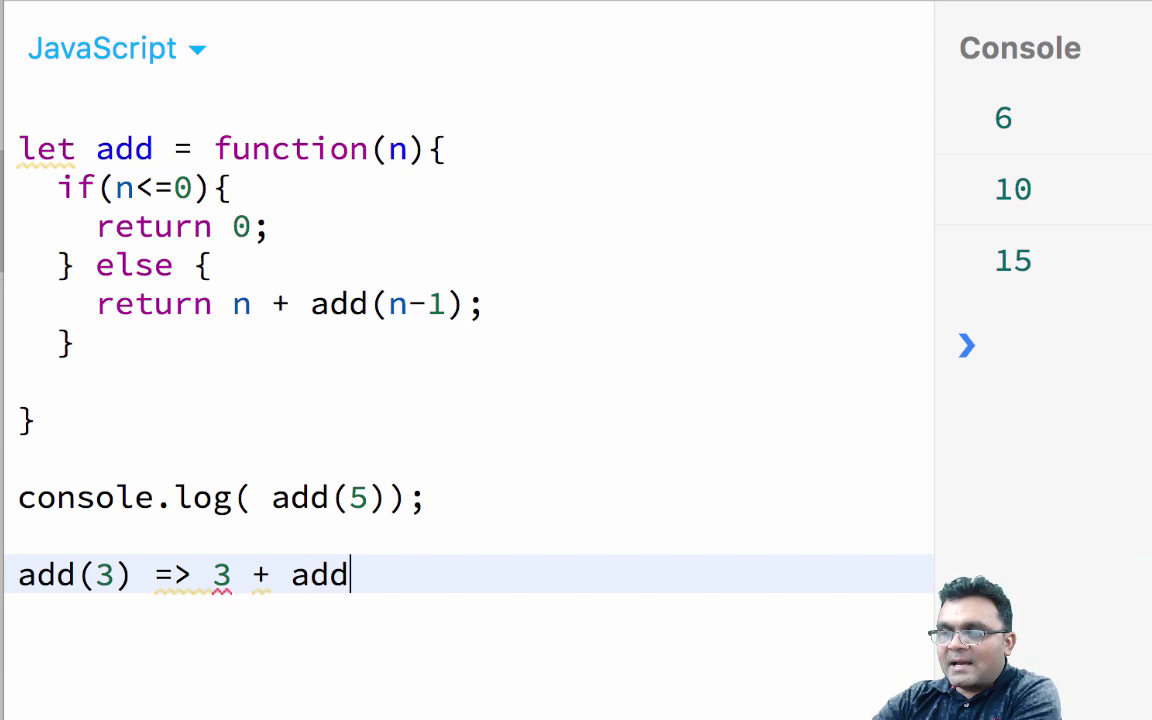 JavaScript
Console
let add = function(n){
if(n<=0){
return 0;
} else {
return n + add(n-1);
}
}
console.log( add(5));
add(3) => 3 + add
6
10
15